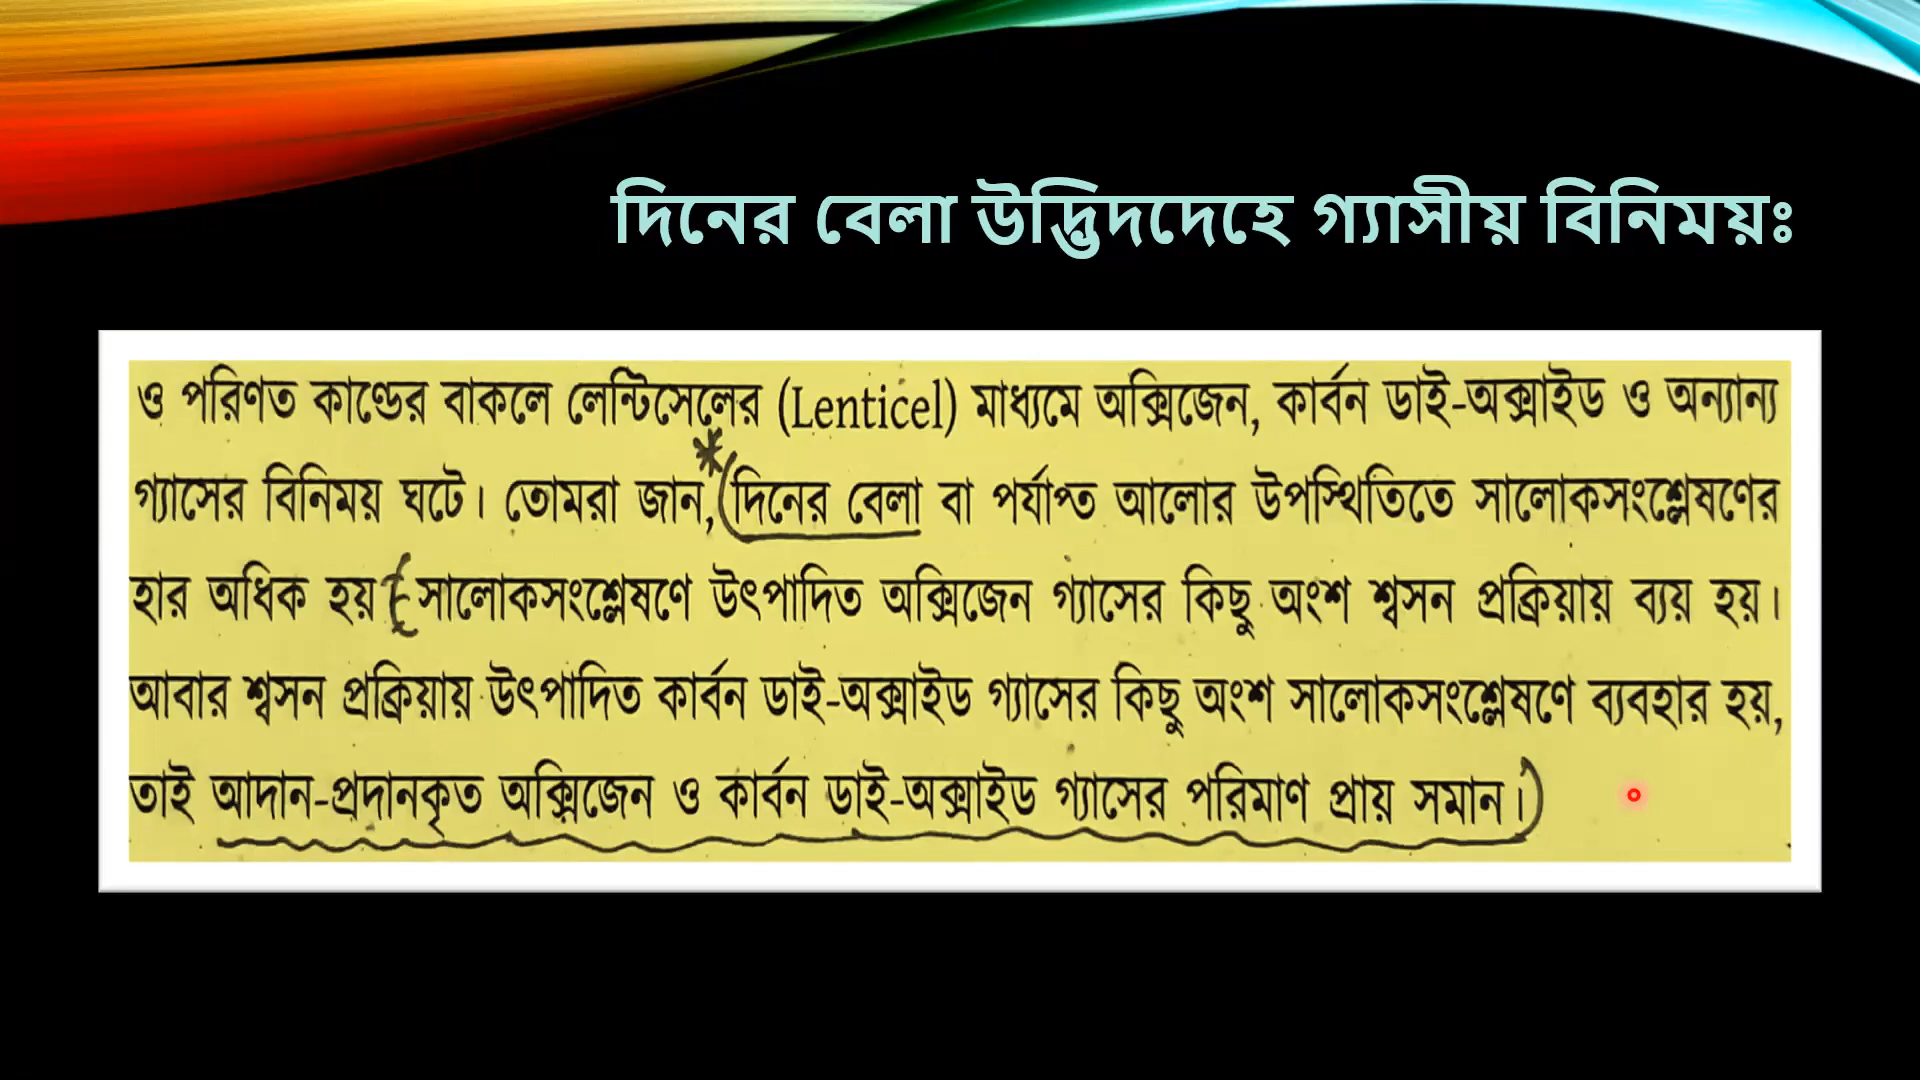 দিনের বেলা উদ্ভিদদেহে গ্যাসীয় বিনিময়ঃ
ও পরিণত কাণ্ডের বাকলে লেন্টিসেলের (Lenticel) মাধ্যমে অক্সিজেন, কার্বন ডাই-অক্সাইড ও অন্যান্য
গ্যাসের বিনিময় ঘটে। তোমরা জান, দিনের বেলা বা পর্যাপ্ত আলোর উপস্থিতিতে সালোকসংশ্লেষণের
হার অধিক হয়। সালোকসংশ্লেষণে উৎপাদিত অক্সিজেন গ্যাসের কিছু অংশ শ্বসন প্রক্রিয়ায় ব্যয় হয়।
আবার শ্বসন প্রক্রিয়ায় উৎপাদিত কার্বন ডাই-অক্সাইড গ্যাসের কিছু অংশ সালোকসংশ্লেষণে ব্যবহার হয়,
তাই আদান-প্রদানকৃত অক্সিজেন ও কার্বন ডাই-অক্সাইড গ্যাসের পরিমাণ প্রায় সমান।